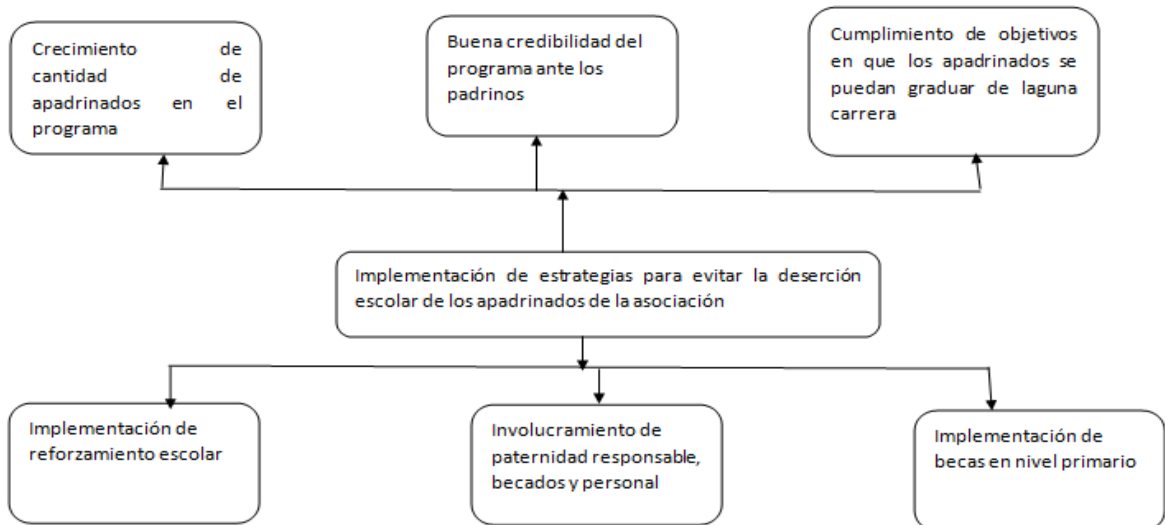 Crecimiento de
cantidad de
apadrinados en el
programa
Buena credibilidad del
programa ante los
padrinos
Cumplimiento de objetivos
en que los apadrinados se
puedan graduar de laguna
carrera
Implementación de estrategias para evitar la deserción
escolar de los apadrinados de la asociación
Implementación de
reforzamiento escolar
Involucramiento de
paternidad responsable,
becados y personal
Implementación de
becas en nivel primario